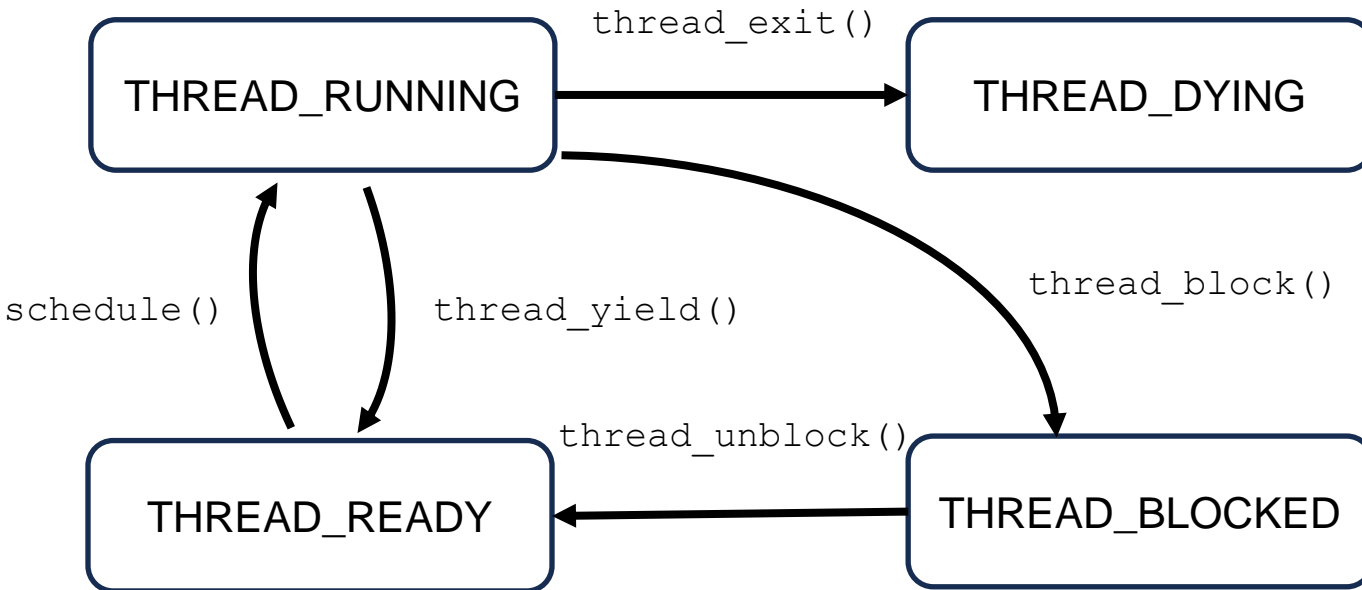 thread_exit()
THREAD_RUNNING
THREAD_DYING
thread_block()
schedule()
thread_yield()
thread_unblock()
THREAD_READY
THREAD_BLOCKED